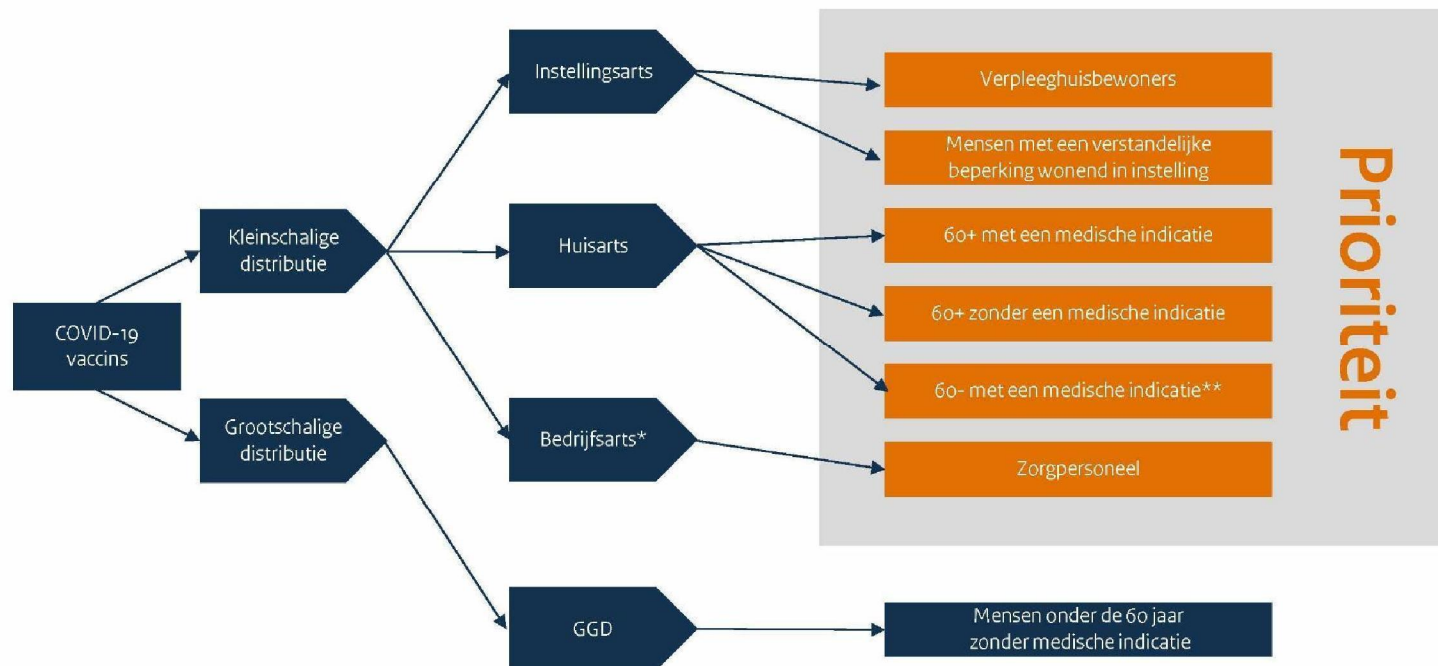 COVID-19
vaccins
Kleinschalige
distributie
Grootschalige
distributie
Instellingsarts
Huisarts
Bedrijfsarts*
GGD
Verpleeghuisbewoners
Mensen met een verstandelijke
beperking wonend in instelling
60+ met een medische indicatie
60+ zonder een medische indicatie
60- met een medische indicatie**
Zorgpersoneel
Mensen onder de 60 jaar
zonder medische indicatie
Prioriteit